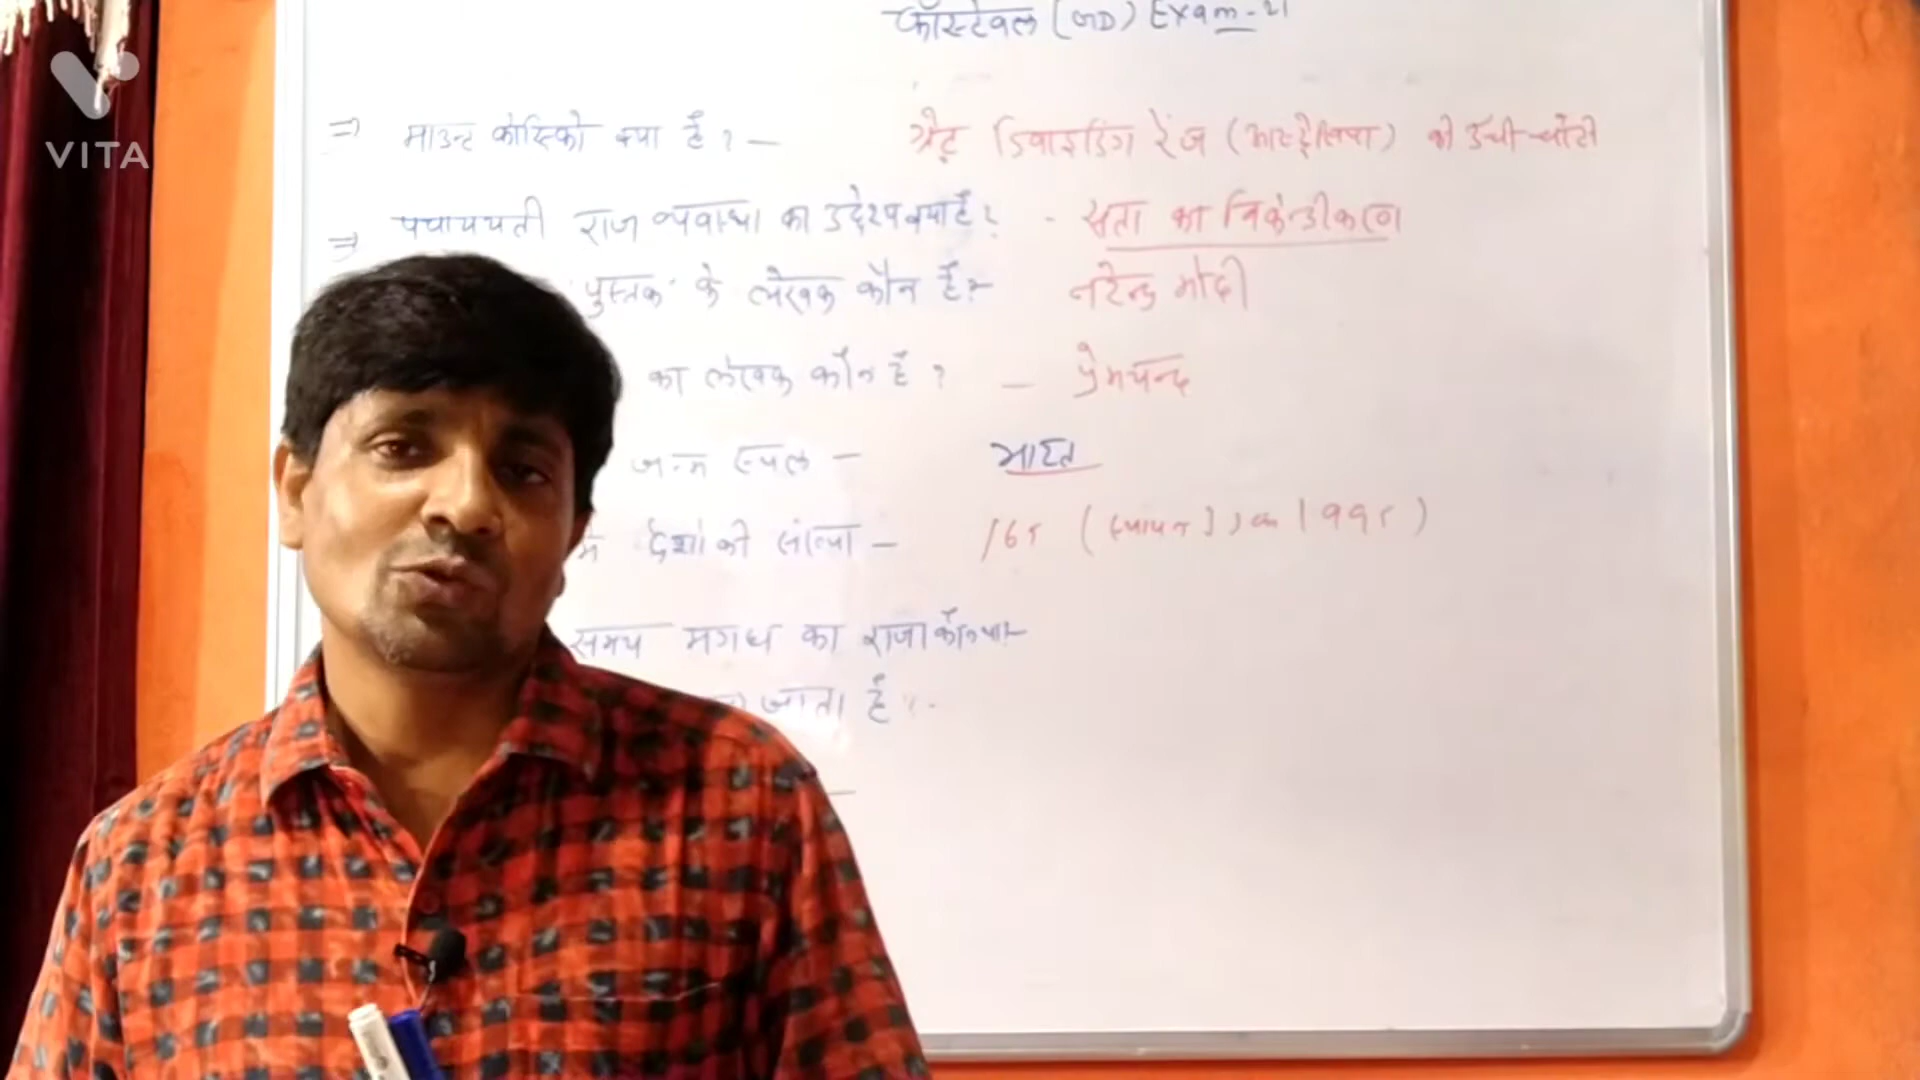 VITA
कॉस्टेबल (GD) Exam-21
⇒ माउन्ट कोस्किो क्या है ? – ग्रेट डिवाइडिंग रेंज (आस्ट्रेलिया) की ऊँची चोटी
⇒ पंचायती राज व्यवस्था का उद्देश्य क्या है ? - सत्ता का विकेन्द्रीकरण
पुस्तक के लेखक कौन है ? – नरेन्द्र मोदी
का लेखक कौन है ? – प्रेमचन्द
जन्म स्थल – भारत
में देशों की संख्या – (1995)
समय मगध का राजा कौन था –
जाता है ? -